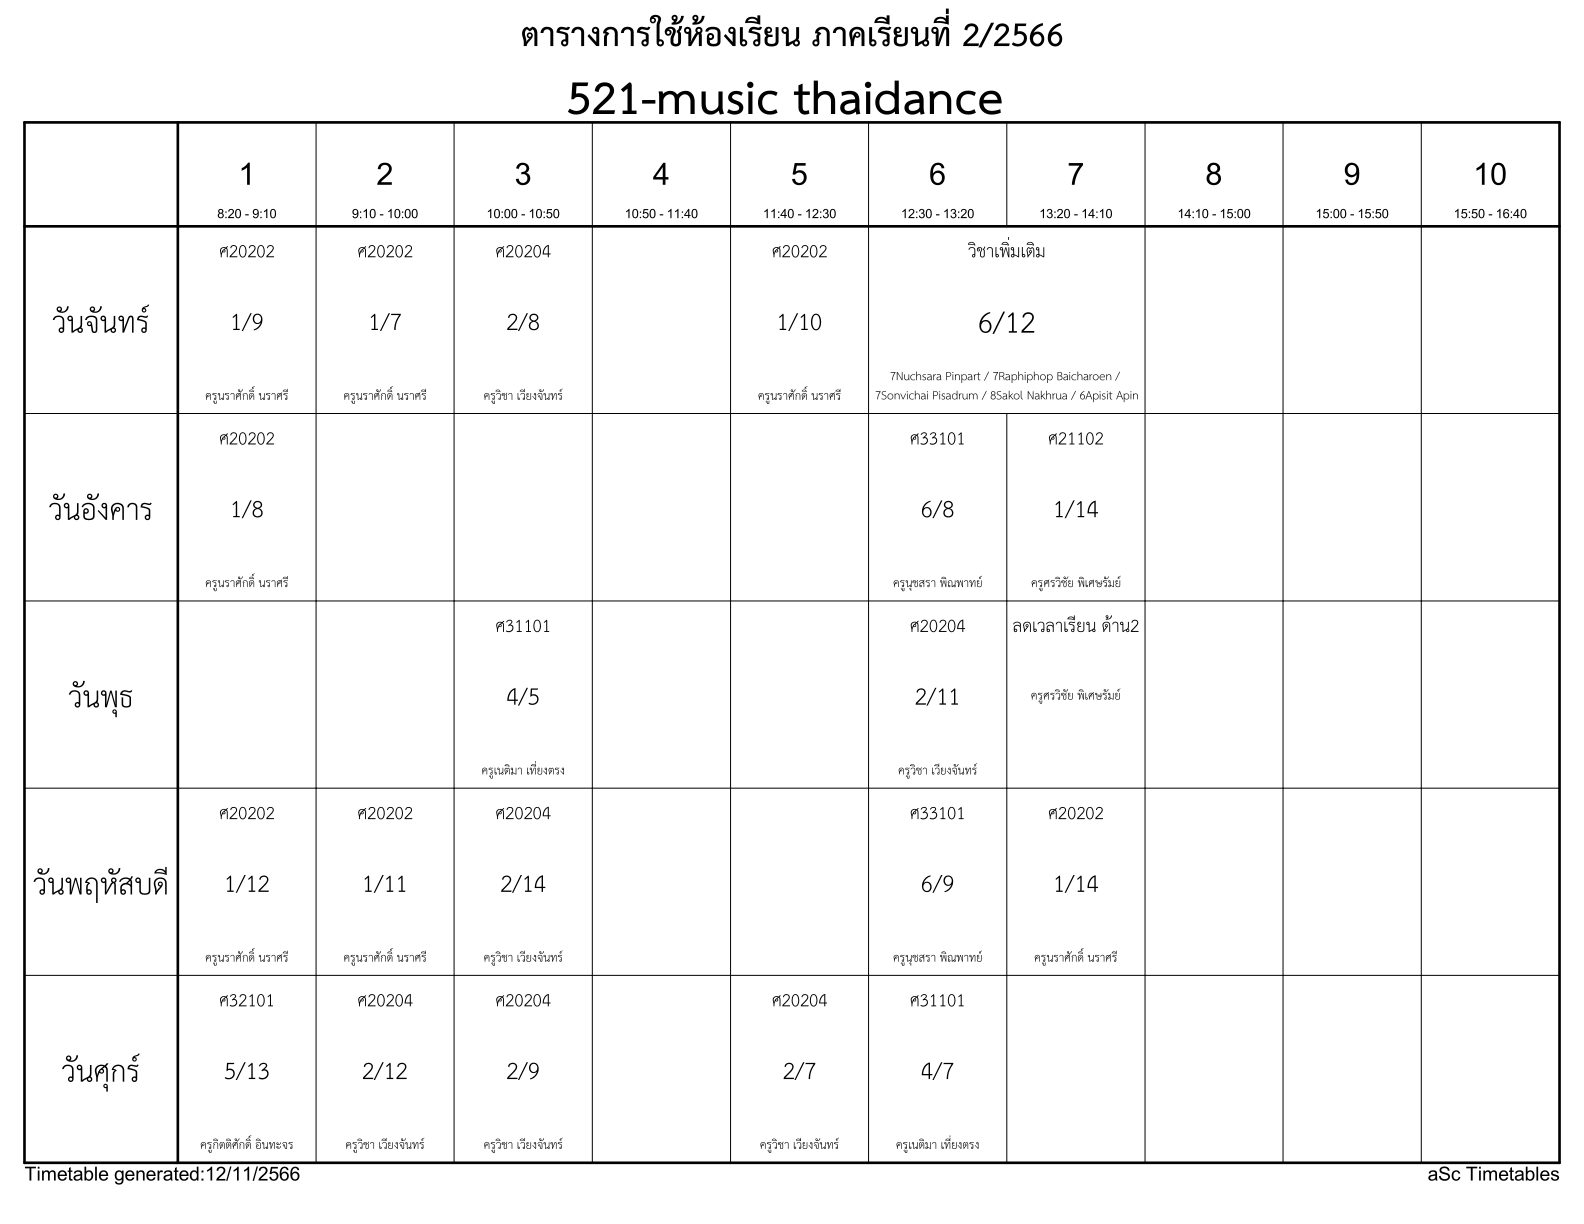 ตารางการใช้ห้องเรียน ภาคเรียนที่ 2/2566
521-music thaidance
1 2 3 4 5 6 7 8 9 10
8:20 - 9:10 9:10 - 10:00 10:00 - 10:50 10:50 - 11:40 11:40 - 12:30 12:30 - 13:20 13:20 - 14:10 14:10 - 15:00 15:00 - 15:50 15:50 - 16:40
ศ20202 ศ20202 ศ20204 ศ20202 วิชาเพิ่มเติม
วันจันทร์ 1/9 1/7 2/8 1/10 6/12
7Nuchsara Pinpart / 7Raphiphop Baicharoen /
ครูนราศักดิ์ นราศรี ครูนราศักดิ์ นราศรี ครูวิชา เวียงจันทร์ ครูนราศักดิ์ นราศรี 7Sonvichai Pisadrum / 8Sakol Nakhrua / 6Apisit Apin
ศ20202 ศ33101 ศ21102
วันอังคาร 1/8 6/8 1/14
ครูนราศักดิ์ นราศรี ครูนุชสรา พิณพาทย์ ครูศรวิชัย พิเศษรัมย์
ศ31101 ศ20204 ลดเวลาเรียน ด้าน2
วันพุธ 4/5 2/11 ครูศรวิชัย พิเศษรัมย์
ครูเนติมา เที่ยงตรง ครูวิชา เวียงจันทร์
ศ20202 ศ20202 ศ20204 ศ33101 ศ20202
วันพฤหัสบดี 1/12 1/11 2/14 6/9 1/14
ครูนราศักดิ์ นราศรี ครูนราศักดิ์ นราศรี ครูวิชา เวียงจันทร์ ครูนุชสรา พิณพาทย์ ครูนราศักดิ์ นราศรี
ศ32101 ศ20204 ศ20204 ศ20204 ศ31101
วันศุกร์ 5/13 2/12 2/9 2/7 4/7
ครูกิตติศักดิ์ อินทะจร ครูวิชา เวียงจันทร์ ครูวิชา เวียงจันทร์ ครูวิชา เวียงจันทร์ ครูเนติมา เที่ยงตรง
Timetable generated:12/11/2566 aSc Timetables